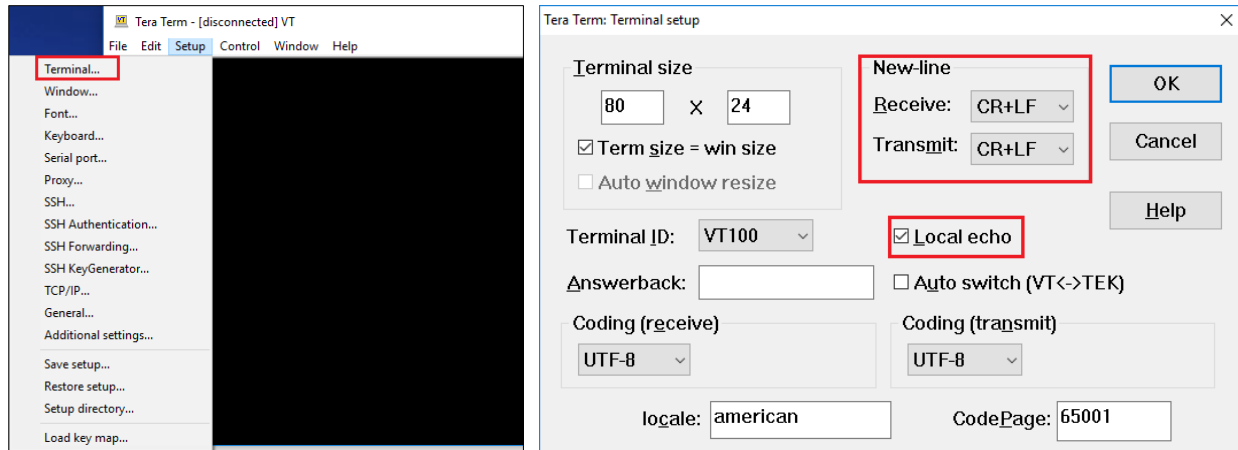 Tera Term - [disconnected] VT
File Edit Setup Control Window Help
Terminal...
Window...
Font...
Keyboard...
Serial port...
Proxy...
SSH...
SSH Authentication...
SSH Forwarding...
SSH KeyGenerator...
TCP/IP...
General...
Additional settings...
Save setup...
Restore setup...
Setup directory...
Load key map...
Tera Term: Terminal setup
Terminal size
80 X 24
Term size = win size
Auto window resize
New-line
Receive: CR+LF
Transmit: CR+LF
OK
Cancel
Help
Terminal ID: VT100
Local echo
Answerback:
Auto switch (VT<->TEK)
Coding (receive)
UTF-8
Coding (transmit)
UTF-8
locale: american
CodePage: 65001